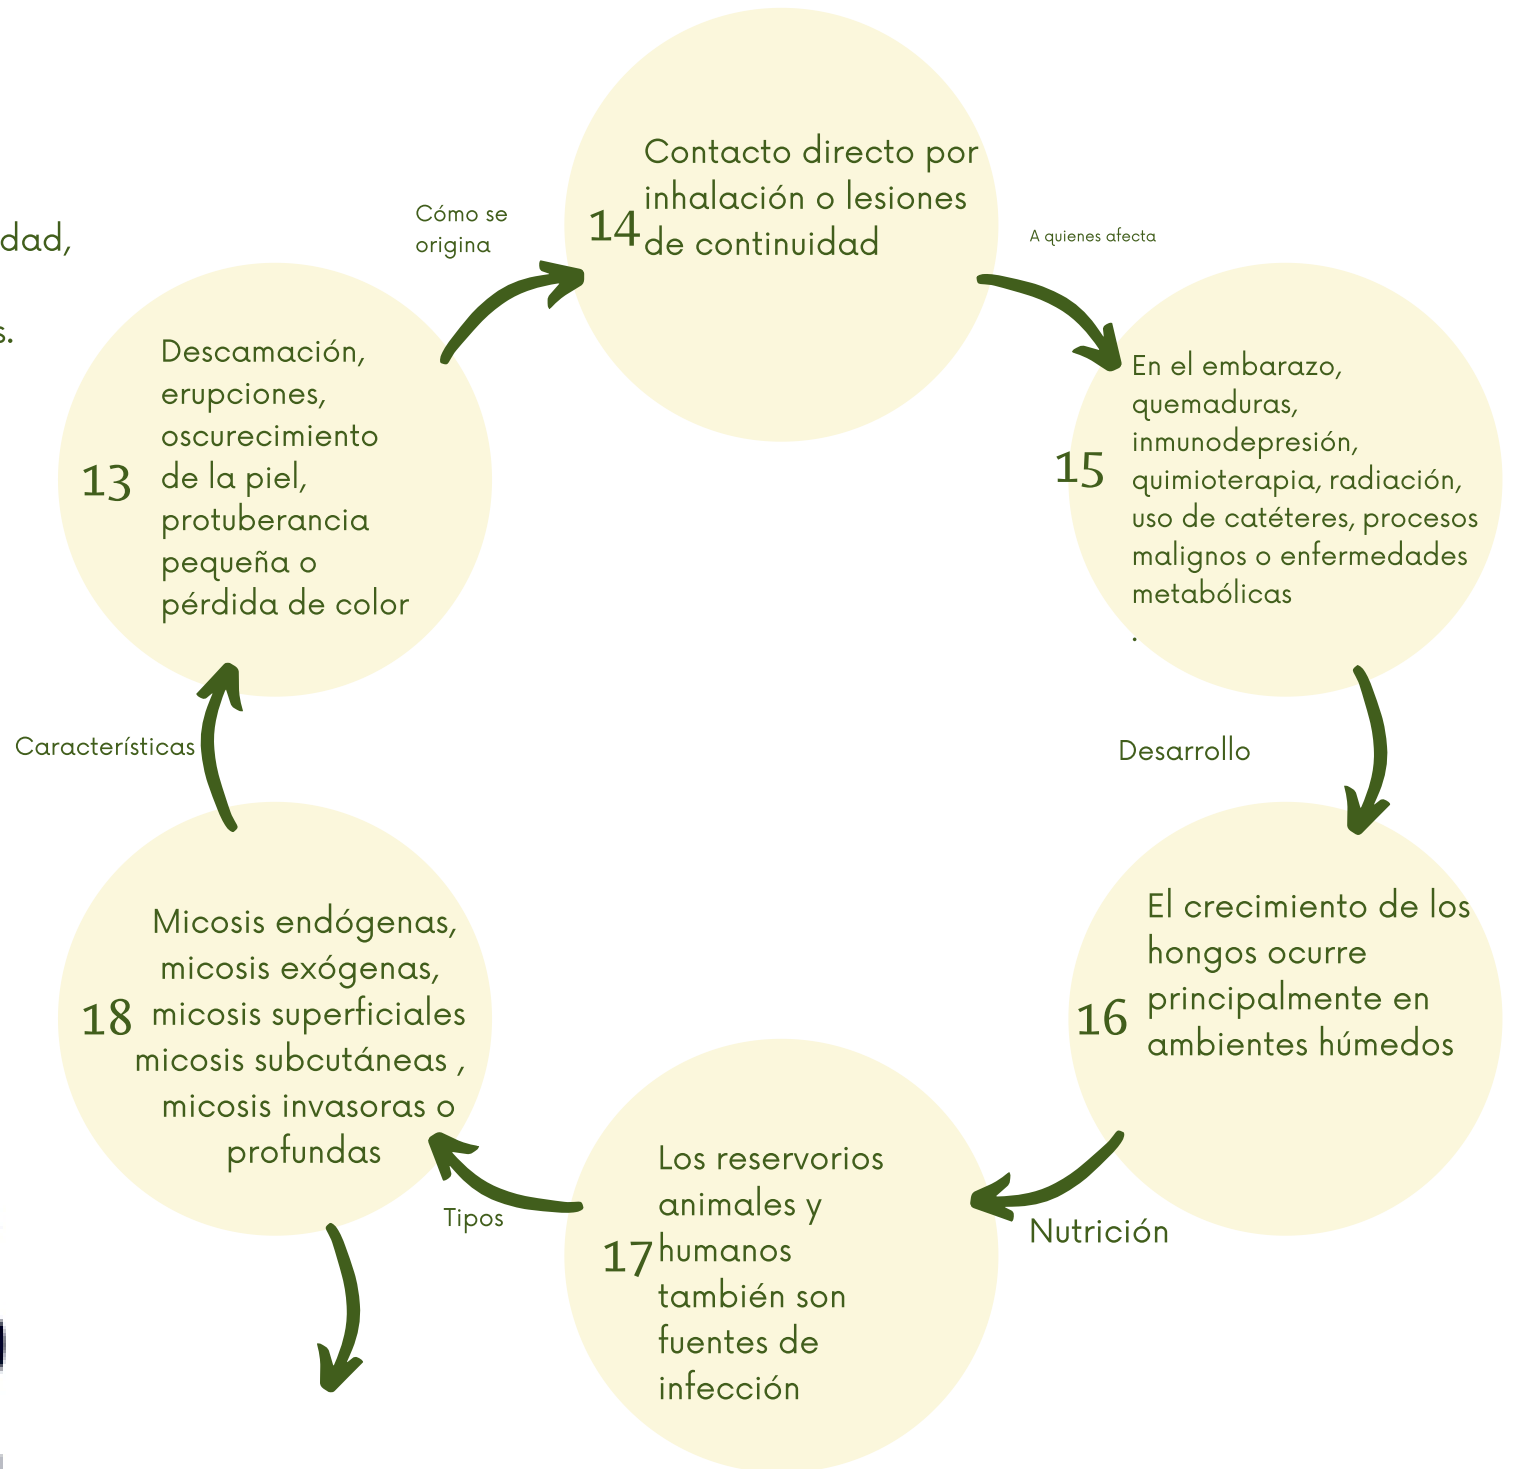 dad,
s.
Cómo se
origina
14
Contacto directo por
inhalación o lesiones
de continuidad
A quienes afecta
13
Descamación,
erupciones,
oscurecimiento
de la piel,
protuberancia
pequeña o
pérdida de color
15
En el embarazo,
quemaduras,
inmunodepresión,
quimioterapia, radiación,
uso de catéteres, procesos
malignos o enfermedades
metabólicas
.
Características
Desarrollo
18
Micosis endógenas,
micosis exógenas,
micosis superficiales
micosis subcutáneas ,
micosis invasoras o
profundas
16
El crecimiento de los
hongos ocurre
principalmente en
ambientes húmedos
Tipos
17
Los reservorios
animales y
humanos
también son
fuentes de
infección
Nutrición